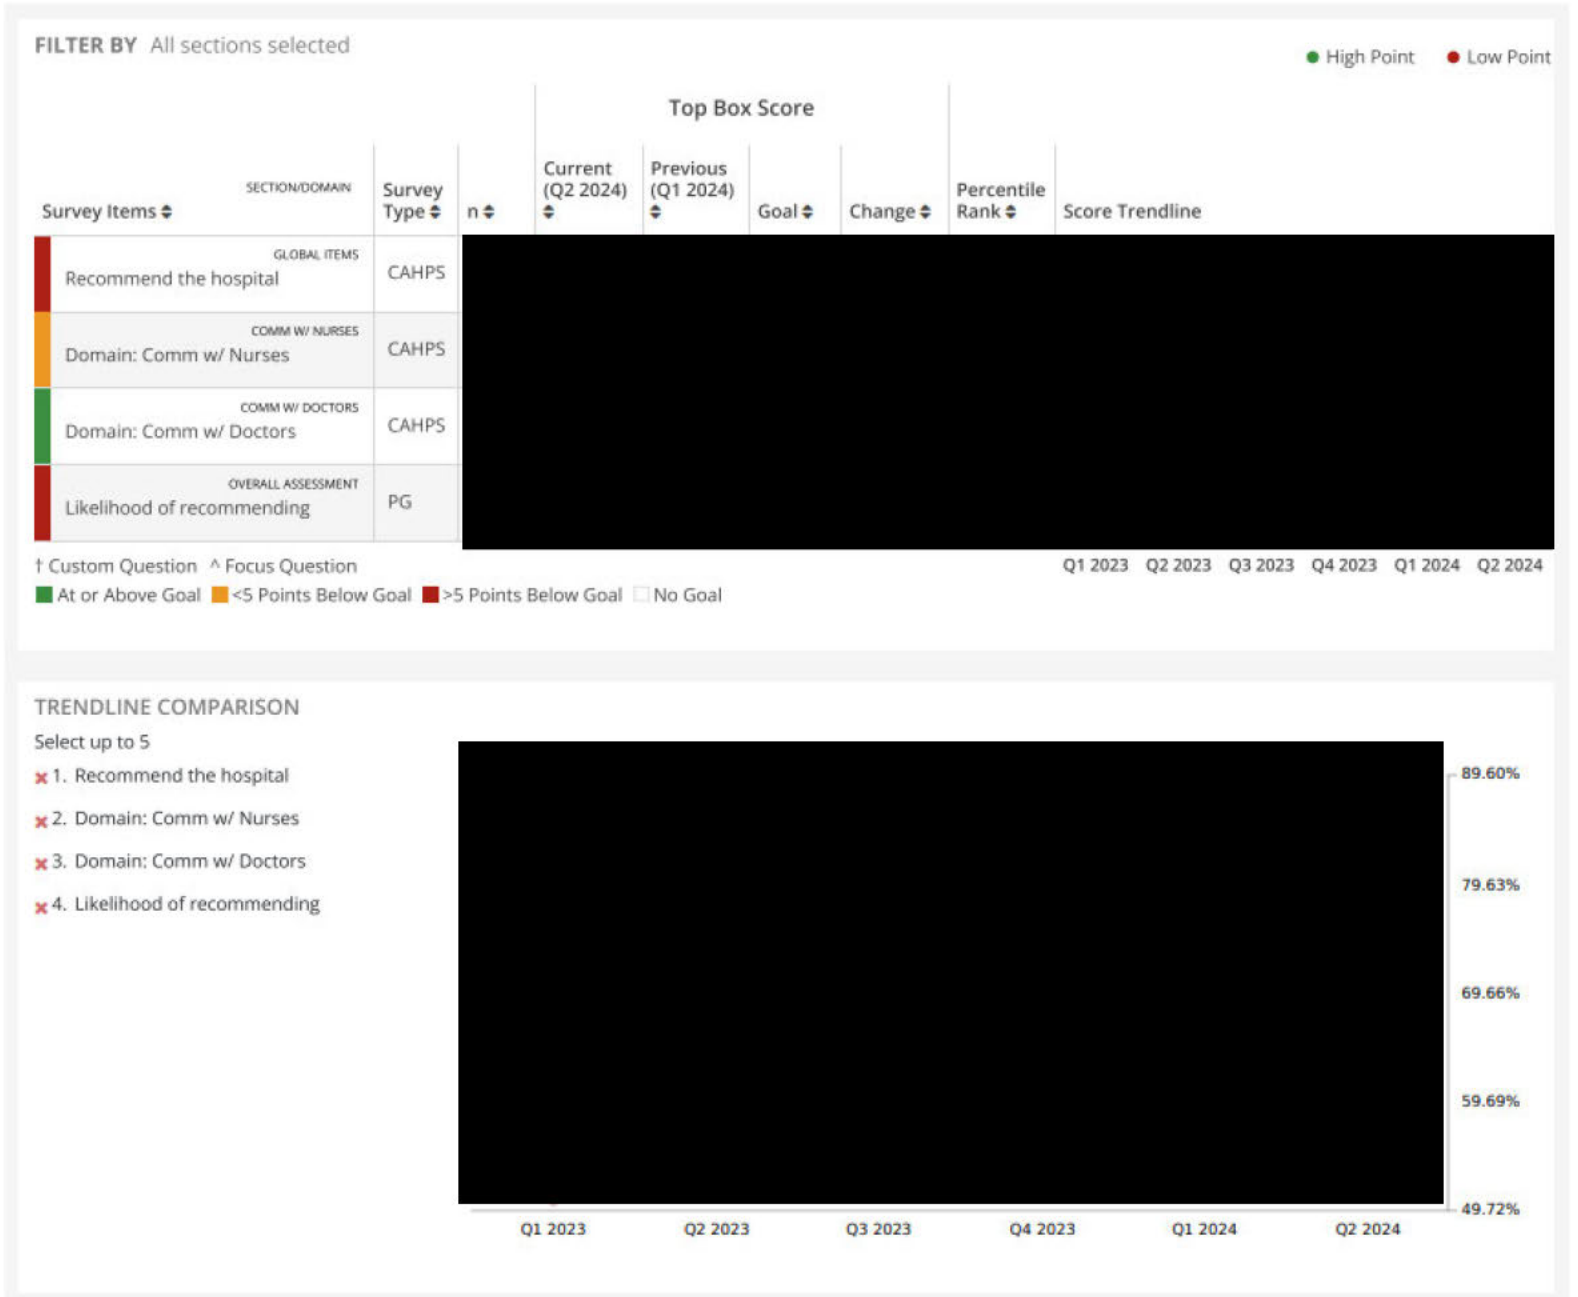 FILTER BY All sections selected
High Point Low Point
Top Box Score
SECTION/DOMAIN
Survey Items
Survey Type
n
Current (Q2 2024)
Previous (Q1 2024)
Goal
Change
Percentile Rank
Score Trendline
GLOBAL ITEMS
Recommend the hospital
CAHPS
COMM W/ NURSES
Domain: Comm w/ Nurses
CAHPS
COMM W/ DOCTORS
Domain: Comm w/ Doctors
CAHPS
OVERALL ASSESSMENT
Likelihood of recommending
PG
Q1 2023 Q2 2023 Q3 2023 Q4 2023 Q1 2024 Q2 2024
† Custom Question ^ Focus Question
At or Above Goal <5 Points Below Goal >5 Points Below Goal No Goal
TRENDLINE COMPARISON
Select up to 5
1. Recommend the hospital
2. Domain: Comm w/ Nurses
3. Domain: Comm w/ Doctors
4. Likelihood of recommending
89.60%
79.63%
69.66%
59.69%
49.72%
Q1 2023 Q2 2023 Q3 2023 Q4 2023 Q1 2024 Q2 2024